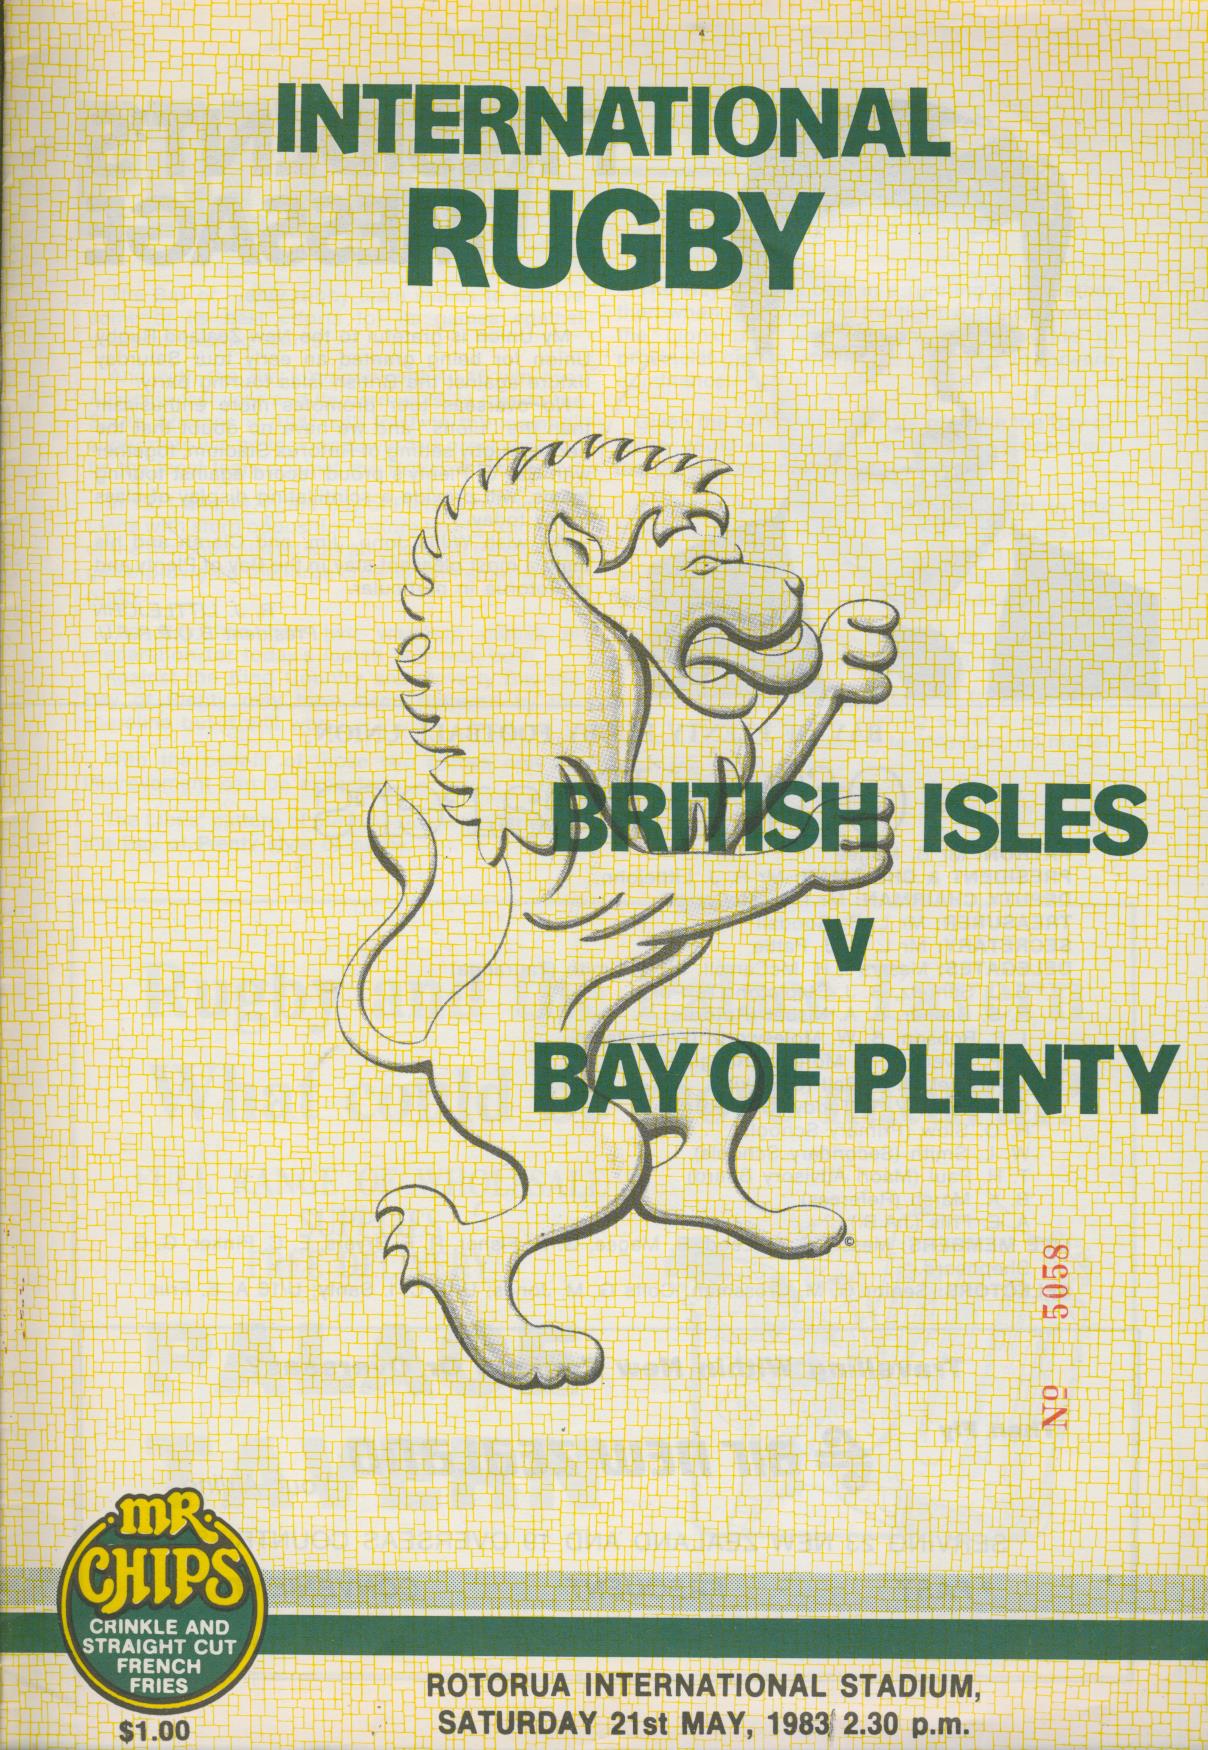 INTERNATIONAL
RUGBY
BRITISH ISLES
v
BAY OF PLENTY
©
Nº 5058
MR.
CHIPS
CRINKLE AND
STRAIGHT CUT
FRENCH
FRIES
$1.00
ROTORUA INTERNATIONAL STADIUM,
SATURDAY 21st MAY, 1983 2.30 p.m.